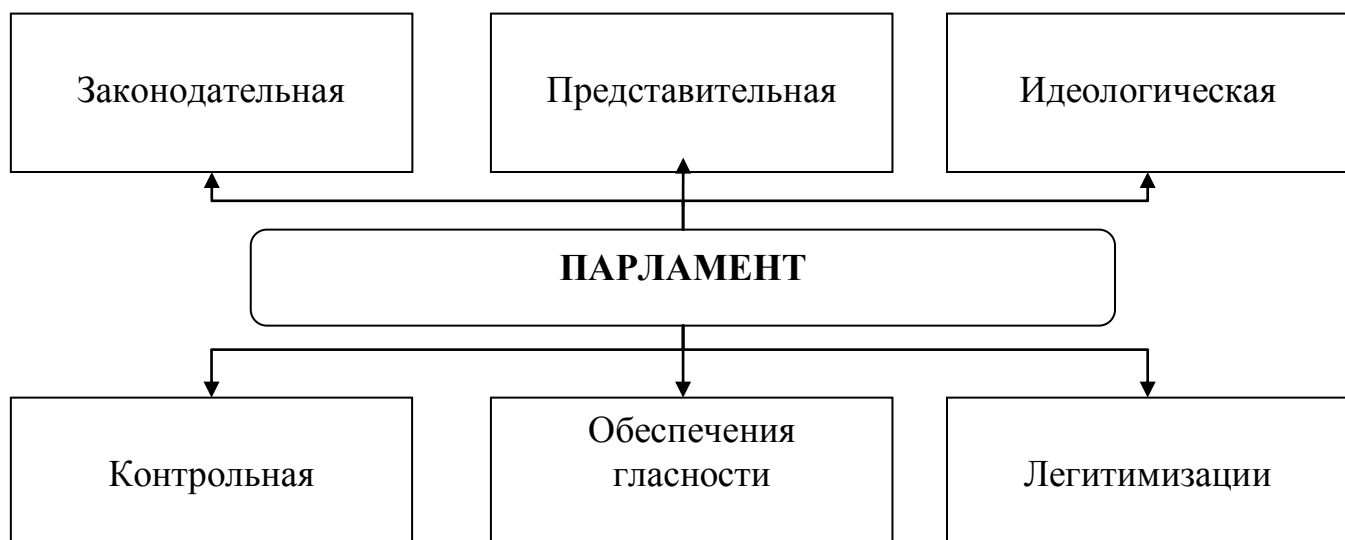 Законодательная
Представительная
Идеологическая
ПАРЛАМЕНТ
Контрольная
Обеспечения
гласности
Легитимизации